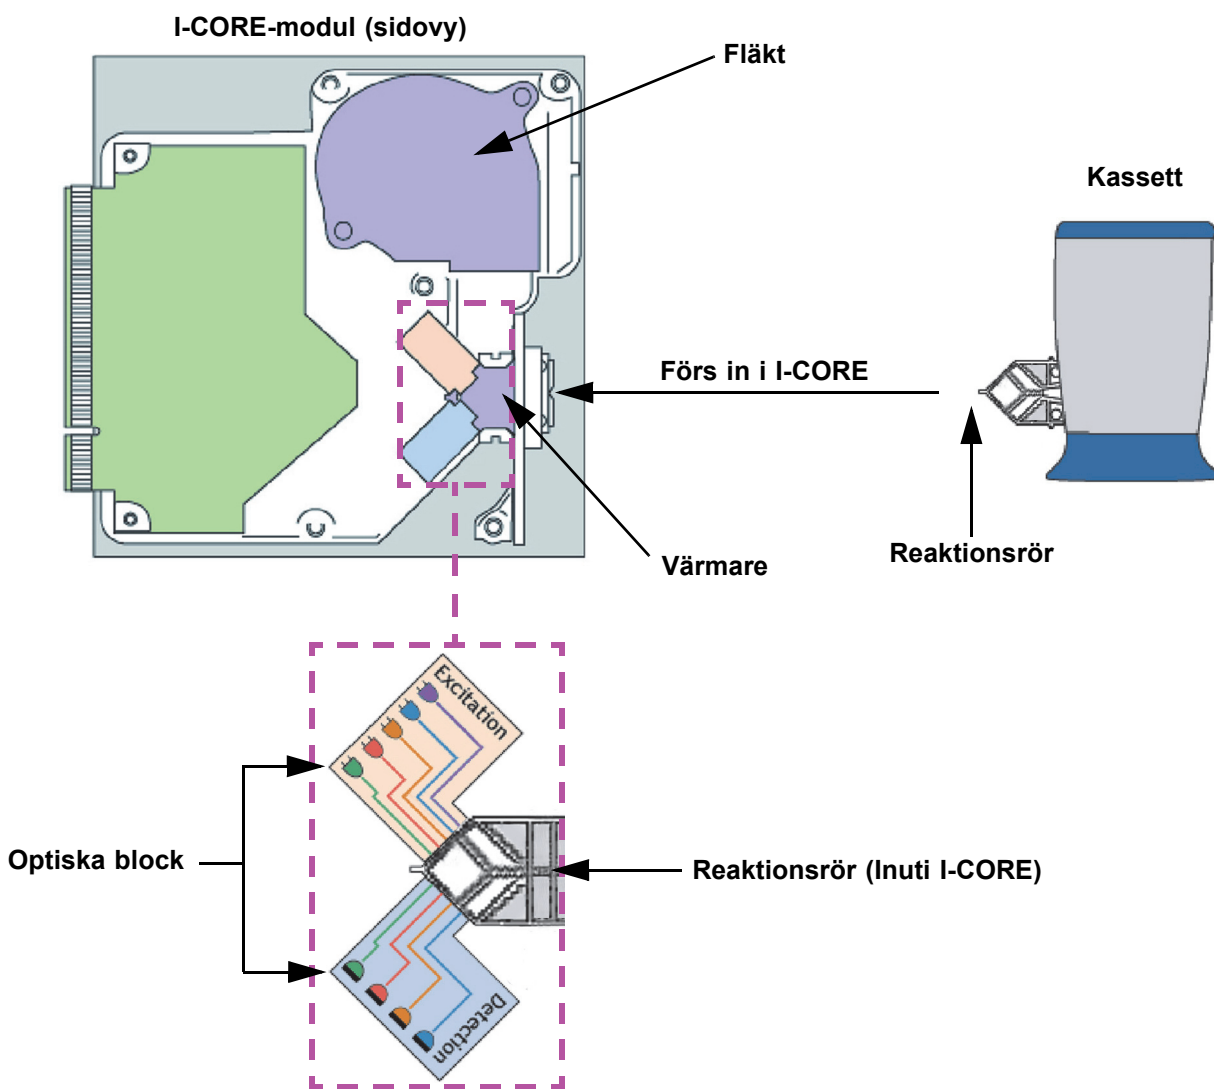 I-CORE-modul (sidovy)
Fläkt
Kassett
Förs in i I-CORE
Reaktionsrör
Värmare
Excitation
Optiska block
Reaktionsrör (Inuti I-CORE)
Detection